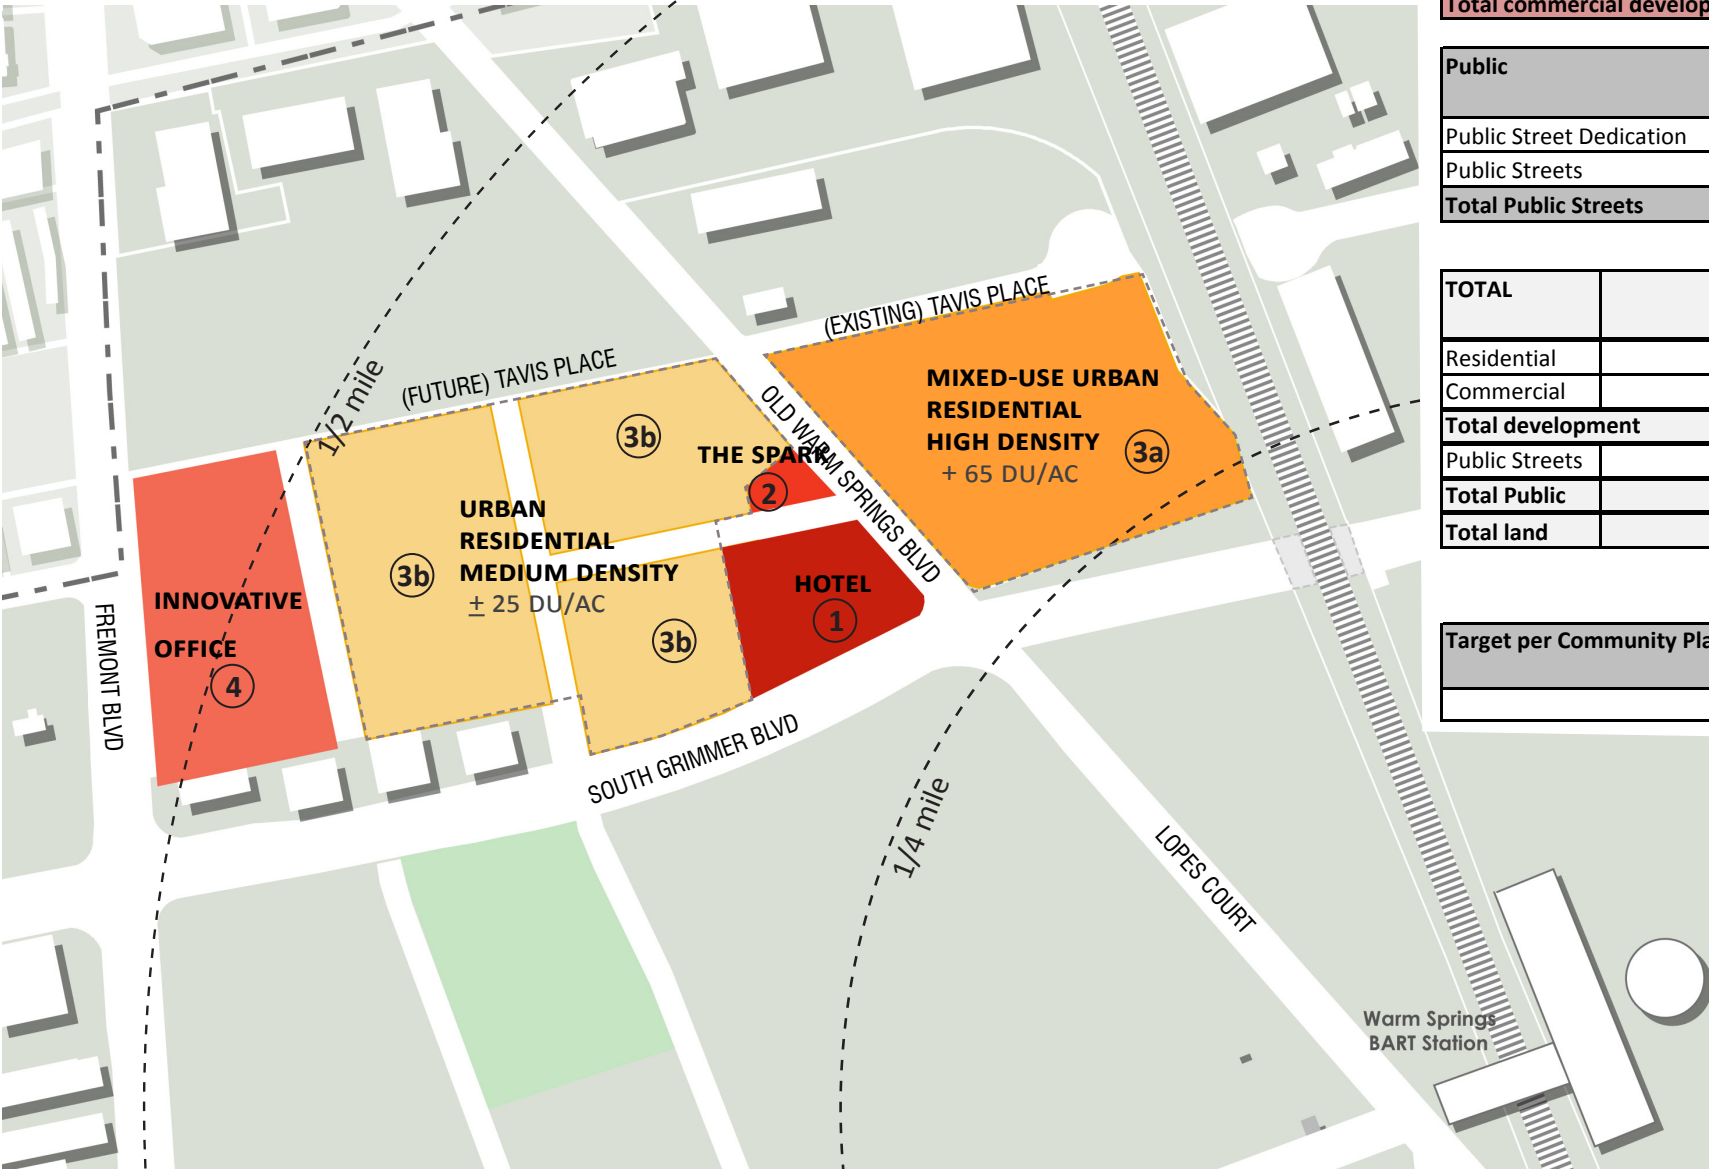 (FUTURE) TAVIS PLACE
(EXISTING) TAVIS PLACE
1/2 mile
OLD WARM SPRINGS BLVD
MIXED-USE URBAN
RESIDENTIAL
HIGH DENSITY
+ 65 DU/AC
3a
3b
THE SPARK
2
URBAN
RESIDENTIAL
MEDIUM DENSITY
± 25 DU/AC
3b
3b
HOTEL
1
INNOVATIVE
OFFICE
4
FREMONT BLVD
SOUTH GRIMMER BLVD
1/4 mile
LOPES COURT
Warm Springs
BART Station
Total commercial develop
Public
Public Street Dedication
Public Streets
Total Public Streets
TOTAL
Residential
Commercial
Total development
Public Streets
Total Public
Total land
Target per Community Pla